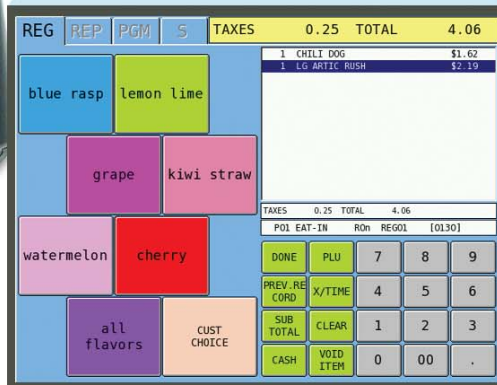 REG REP PGM S TAXES 0.25 TOTAL 4.06
1 CHILI DOG $1.62
1 LG ARTIC RUSH $2.19
blue rasp lemon lime
grape kiwi straw
TAXES 0.25 TOTAL 4.06
P01 EAT-IN ROn REG01 [0130]
watermelon cherry
DONE PLU 7 8 9
PREV.RE
CORD X/TIME 4 5 6
all
flavors
CUST
CHOICE
SUB
TOTAL CLEAR 1 2 3
CASH VOID
ITEM 0 00 .